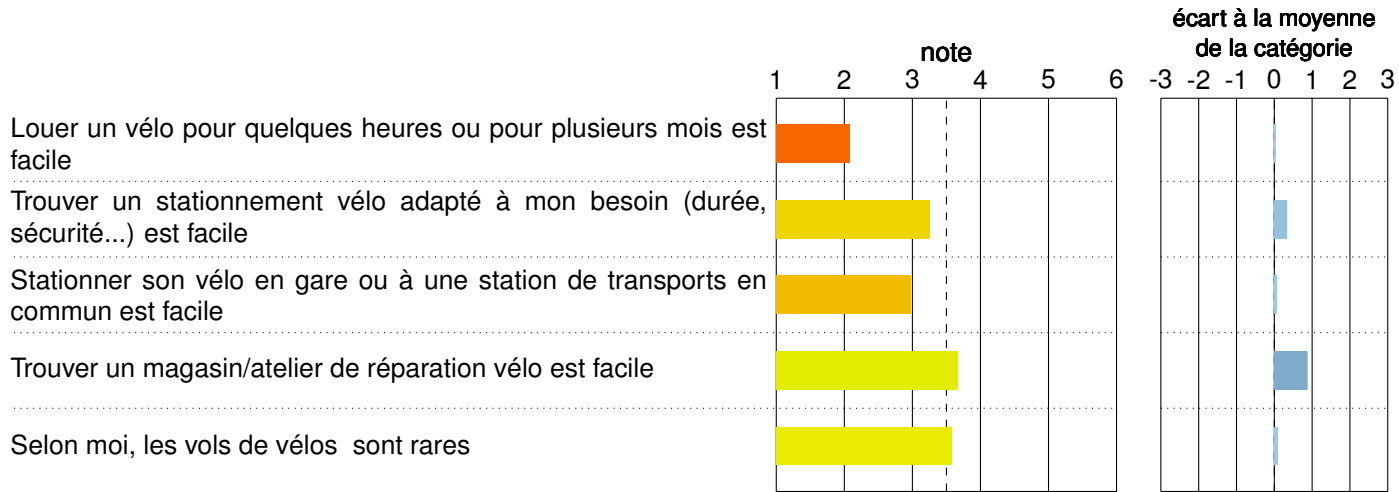 écart à la moyenne
note
de la catégorie
1 2 3 4 5 6 -3 -2 -1 0 1 2 3
Louer un vélo pour quelques heures ou pour plusieurs mois est
facile
Trouver un stationnement vélo adapté à mon besoin (durée,
sécurité...) est facile
Stationner son vélo en gare ou à une station de transports en
commun est facile
Trouver un magasin/atelier de réparation vélo est facile
Selon moi, les vols de vélos sont rares